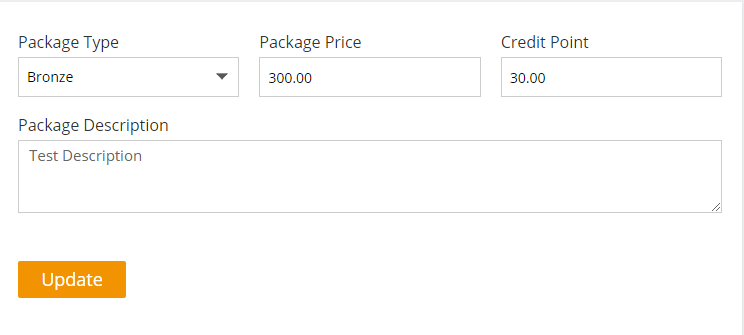 Package Type Package Price Credit Point
Bronze 300.00 30.00
Package Description
Test Description
Update